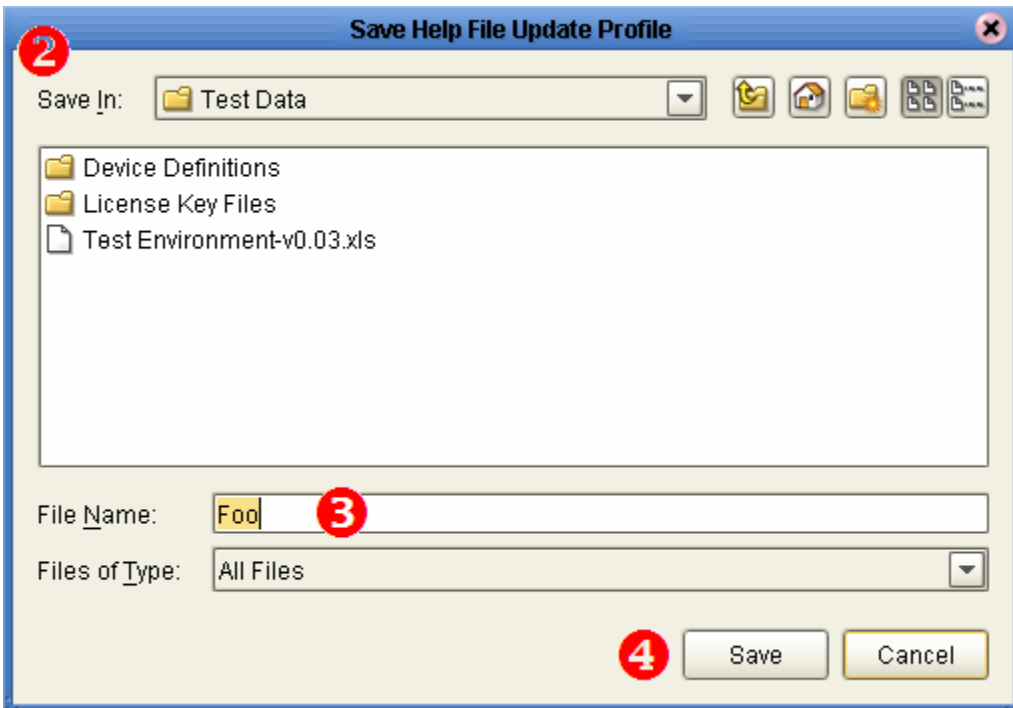 Save Help File Update Profile
2
Save In: Test Data
Device Definitions
License Key Files
Test Environment-v0.03.xls
File Name: Foo 3
Files of Type: All Files
4 Save Cancel